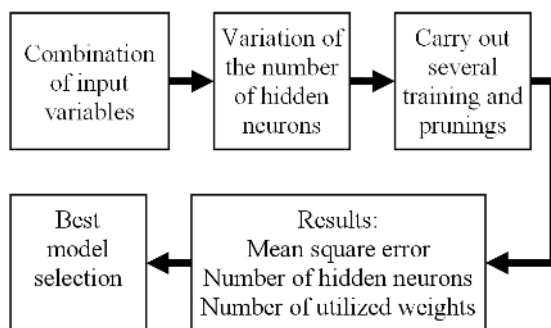 Combination
of input
variables
Variation of
the number
of hidden
neurons
Carry out
several
training and
prunings
Best
model
selection
Results:
Mean square error
Number of hidden neurons
Number of utilized weights